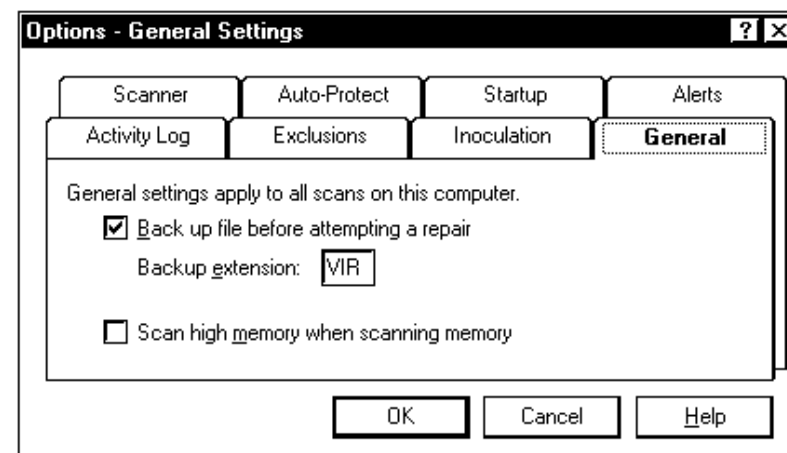 Options - General Settings ? X
Scanner Auto-Protect Startup Alerts
Activity Log Exclusions Inoculation General
General settings apply to all scans on this computer.
Back up file before attempting a repair
Backup extension: VIR
Scan high memory when scanning memory
OK Cancel Help